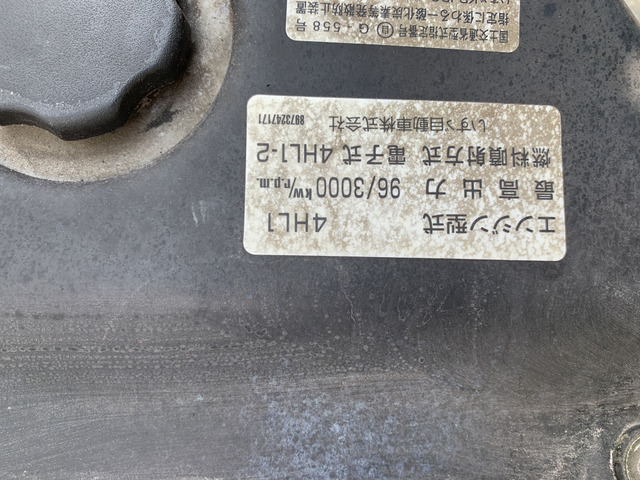 エンジン型式 4HL1
最高出力 96/3000 kw/r.p.m.
燃料噴射方式 電子式 4HL1-2
いすゞ自動車株式会社 8973247171
国土交通省型式指定番号 G-558号
指定に係わる一酸化炭素等発散防止装置